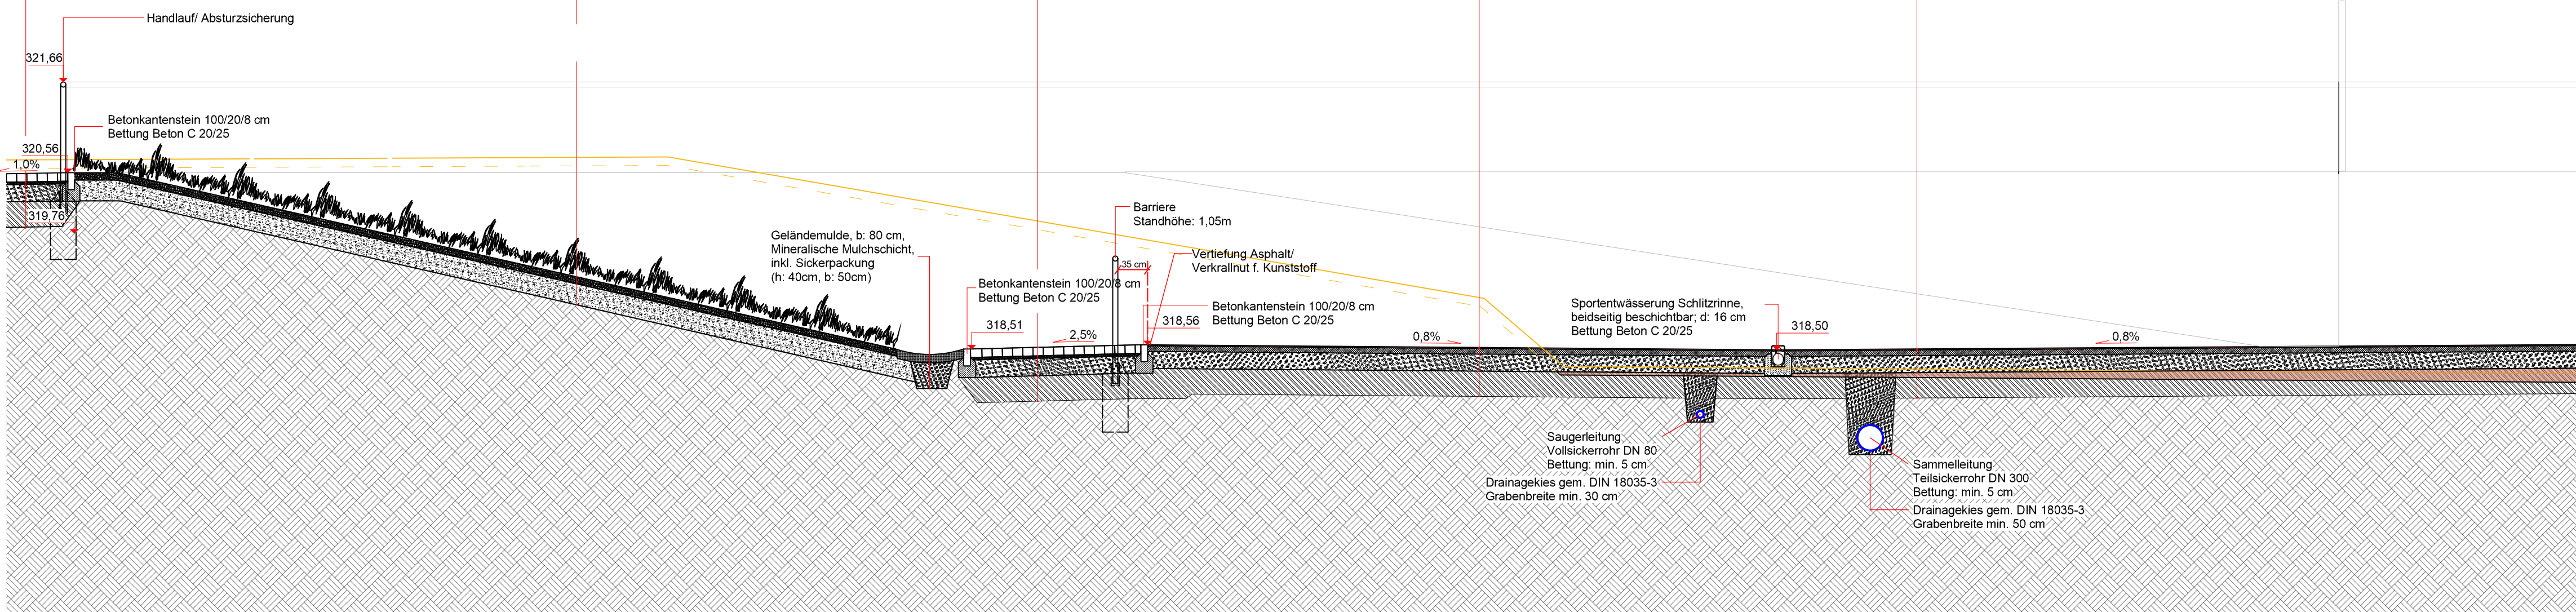 Handlauf/ Absturzsicherung
321,66
Betonkantenstein 100/20/8 cm
Bettung Beton C 20/25
320,56
1,0%
319,76
Barriere
Standhöhe: 1,05m
Geländemulde, b: 80 cm,
Mineralische Mulchschicht,
inkl. Sickerpackung
(h: 40cm, b: 50cm)
35 cm
Vertiefung Asphalt/
Verkrallnut f. Kunststoff
Betonkantenstein 100/20/8 cm
Bettung Beton C 20/25
318,51
2,5%
318,56
Betonkantenstein 100/20/8 cm
Bettung Beton C 20/25
0,8%
Sportentwässerung Schlitzrinne,
beidseitig beschichtbar; d: 16 cm
Bettung Beton C 20/25
318,50
0,8%
Saugerleitung
Vollsickerrohr DN 80
Bettung: min. 5 cm
Drainagekies gem. DIN 18035-3
Grabenbreite min. 30 cm
Sammelleitung
Teilsickerrohr DN 300
Bettung: min. 5 cm
Drainagekies gem. DIN 18035-3
Grabenbreite min. 50 cm